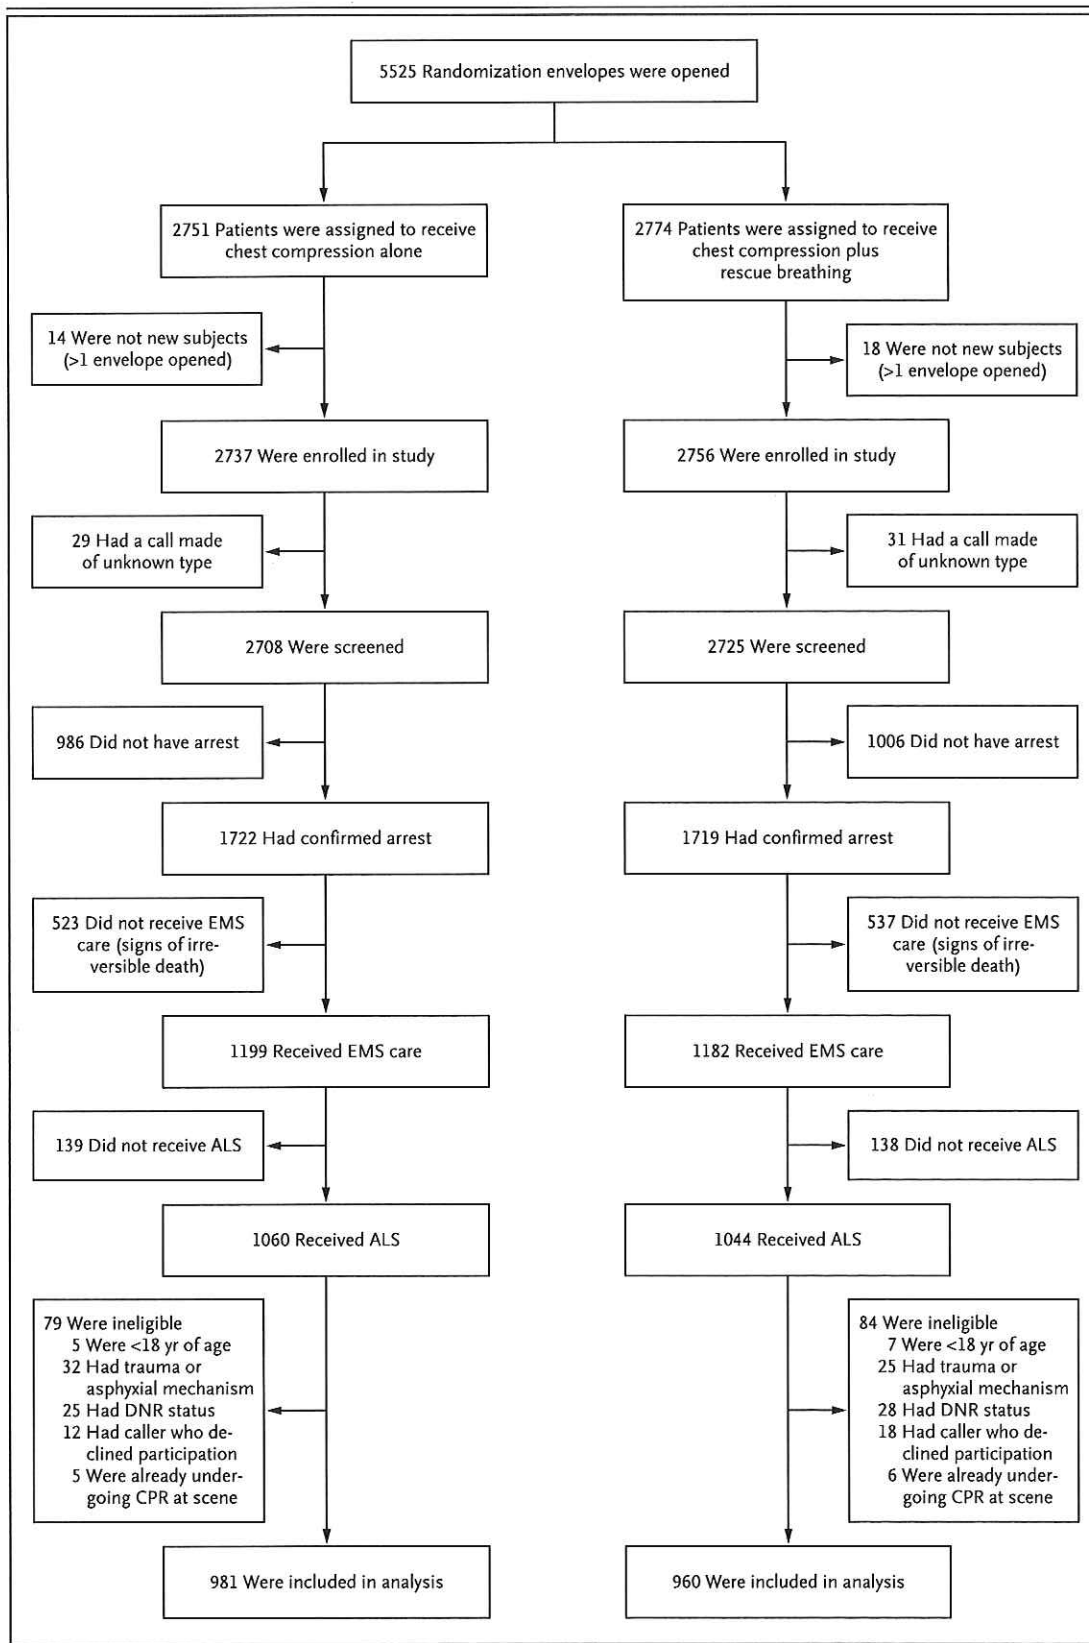 5525 Randomization envelopes were opened
2751 Patients were assigned to receive
chest compression alone
2774 Patients were assigned to receive
chest compression plus
rescue breathing
14 Were not new subjects
(>1 envelope opened)
18 Were not new subjects
(>1 envelope opened)
2737 Were enrolled in study
2756 Were enrolled in study
29 Had a call made
of unknown type
31 Had a call made
of unknown type
2708 Were screened
2725 Were screened
986 Did not have arrest
1006 Did not have arrest
1722 Had confirmed arrest
1719 Had confirmed arrest
523 Did not receive EMS
care (signs of irre-
versible death)
537 Did not receive EMS
care (signs of irre-
versible death)
1199 Received EMS care
1182 Received EMS care
139 Did not receive ALS
138 Did not receive ALS
1060 Received ALS
1044 Received ALS
79 Were ineligible
5 Were <18 yr of age
32 Had trauma or
asphyxial mechanism
25 Had DNR status
12 Had caller who de-
clined participation
5 Were already under-
going CPR at scene
84 Were ineligible
7 Were <18 yr of age
25 Had trauma or
asphyxial mechanism
28 Had DNR status
18 Had caller who de-
clined participation
6 Were already under-
going CPR at scene
981 Were included in analysis
960 Were included in analysis